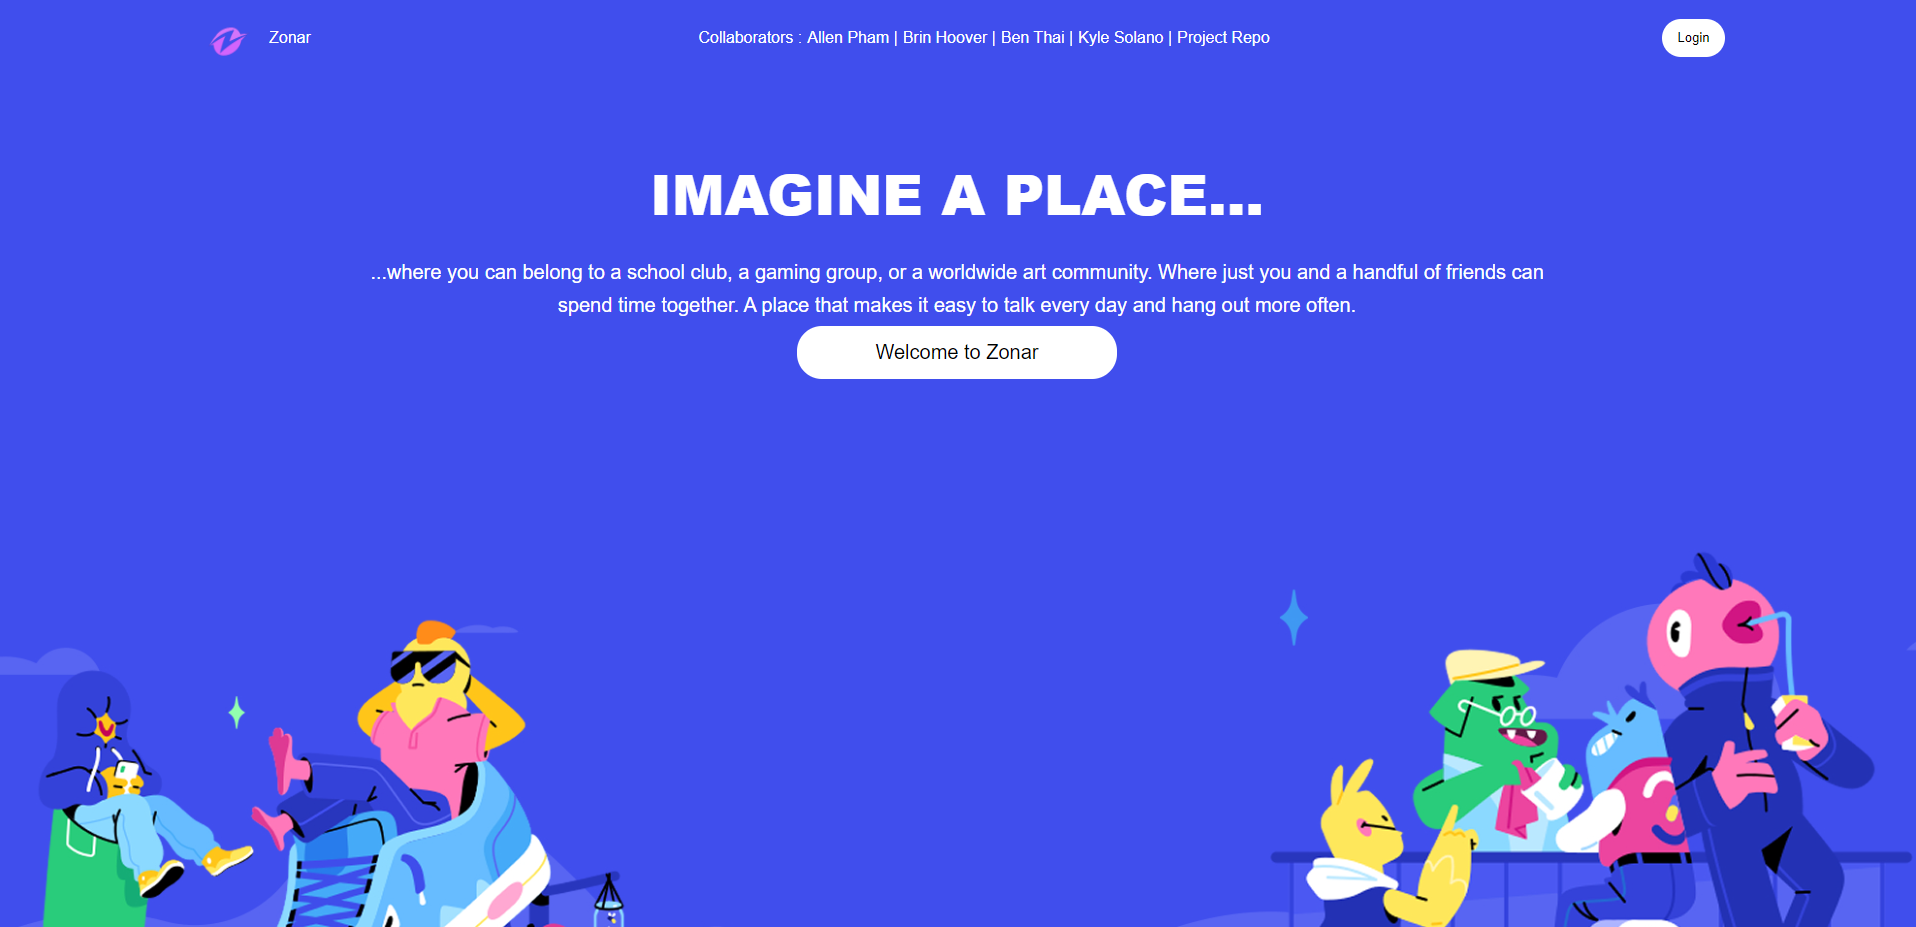 Zonar
Collaborators : Allen Pham | Brin Hoover | Ben Thai | Kyle Solano | Project Repo
Login
IMAGINE A PLACE...
...where you can belong to a school club, a gaming group, or a worldwide art community. Where just you and a handful of friends can
spend time together. A place that makes it easy to talk every day and hang out more often.
Welcome to Zonar